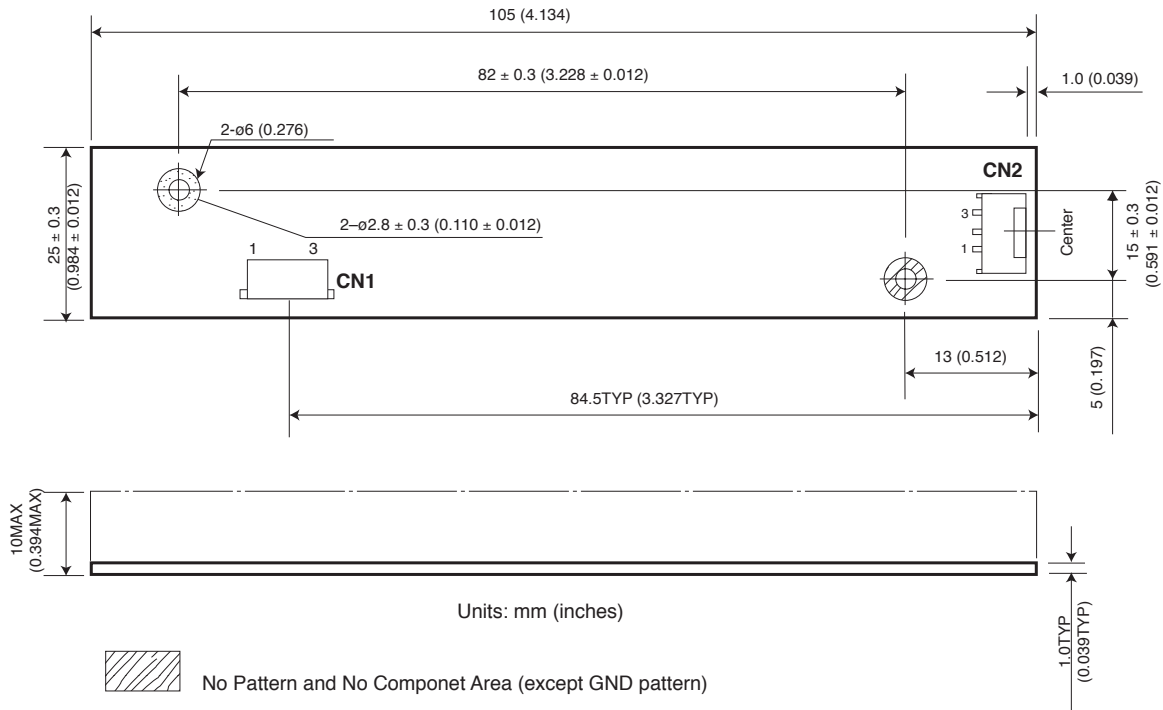 105 (4.134)
82 ± 0.3 (3.228 ± 0.012)
1.0 (0.039)
2-ø6 (0.276)
CN2
25 ± 0.3
(0.984 ± 0.012)
2–ø2.8 ± 0.3 (0.110 ± 0.012)
3
1
Center
15 ± 0.3
(0.591 ± 0.012)
1 3
CN1
13 (0.512)
5 (0.197)
84.5TYP (3.327TYP)
10MAX
(0.394MAX)
Units: mm (inches)
1.0TYP
(0.039TYP)
No Pattern and No Componet Area (except GND pattern)